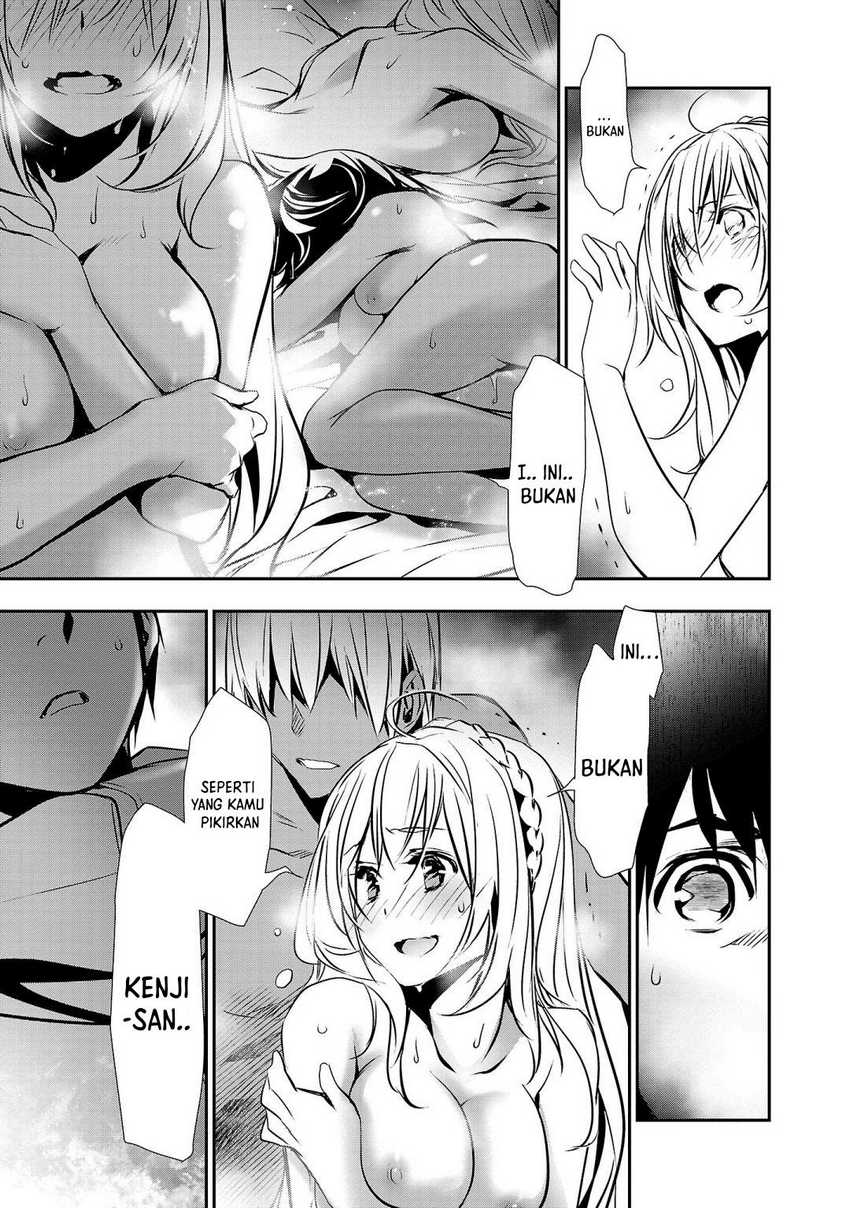 ...
BUKAN
I.. INI..
BUKAN
INI...
BUKAN
SEPERTI
YANG KAMU
PIKIRKAN
KENJI
-SAN..